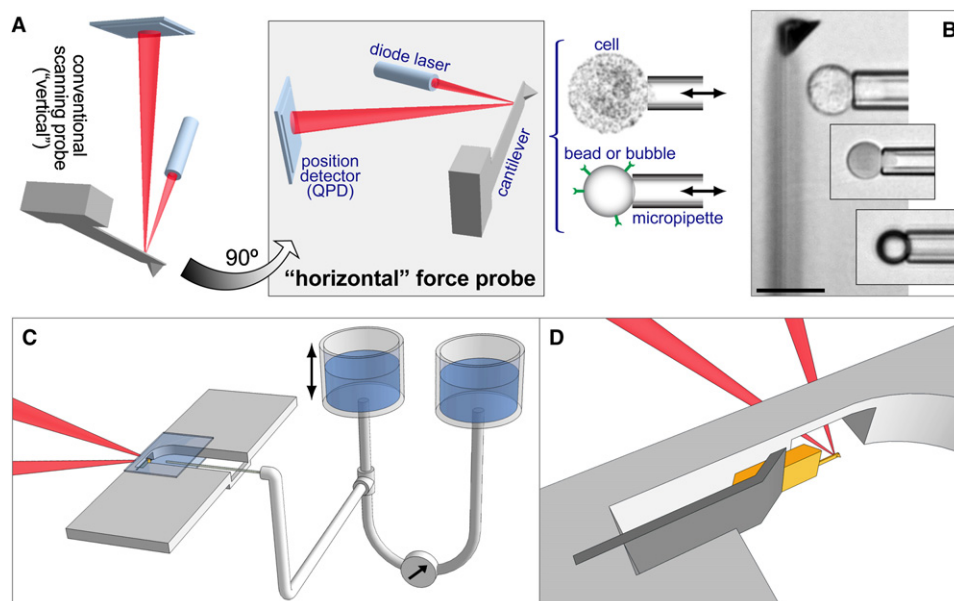 A
conventional
scanning probe
("vertical")
90º
diode laser
position
detector
(QPD)
cantilever
"horizontal" force probe
cell
bead or bubble
micropipette
B
C
D